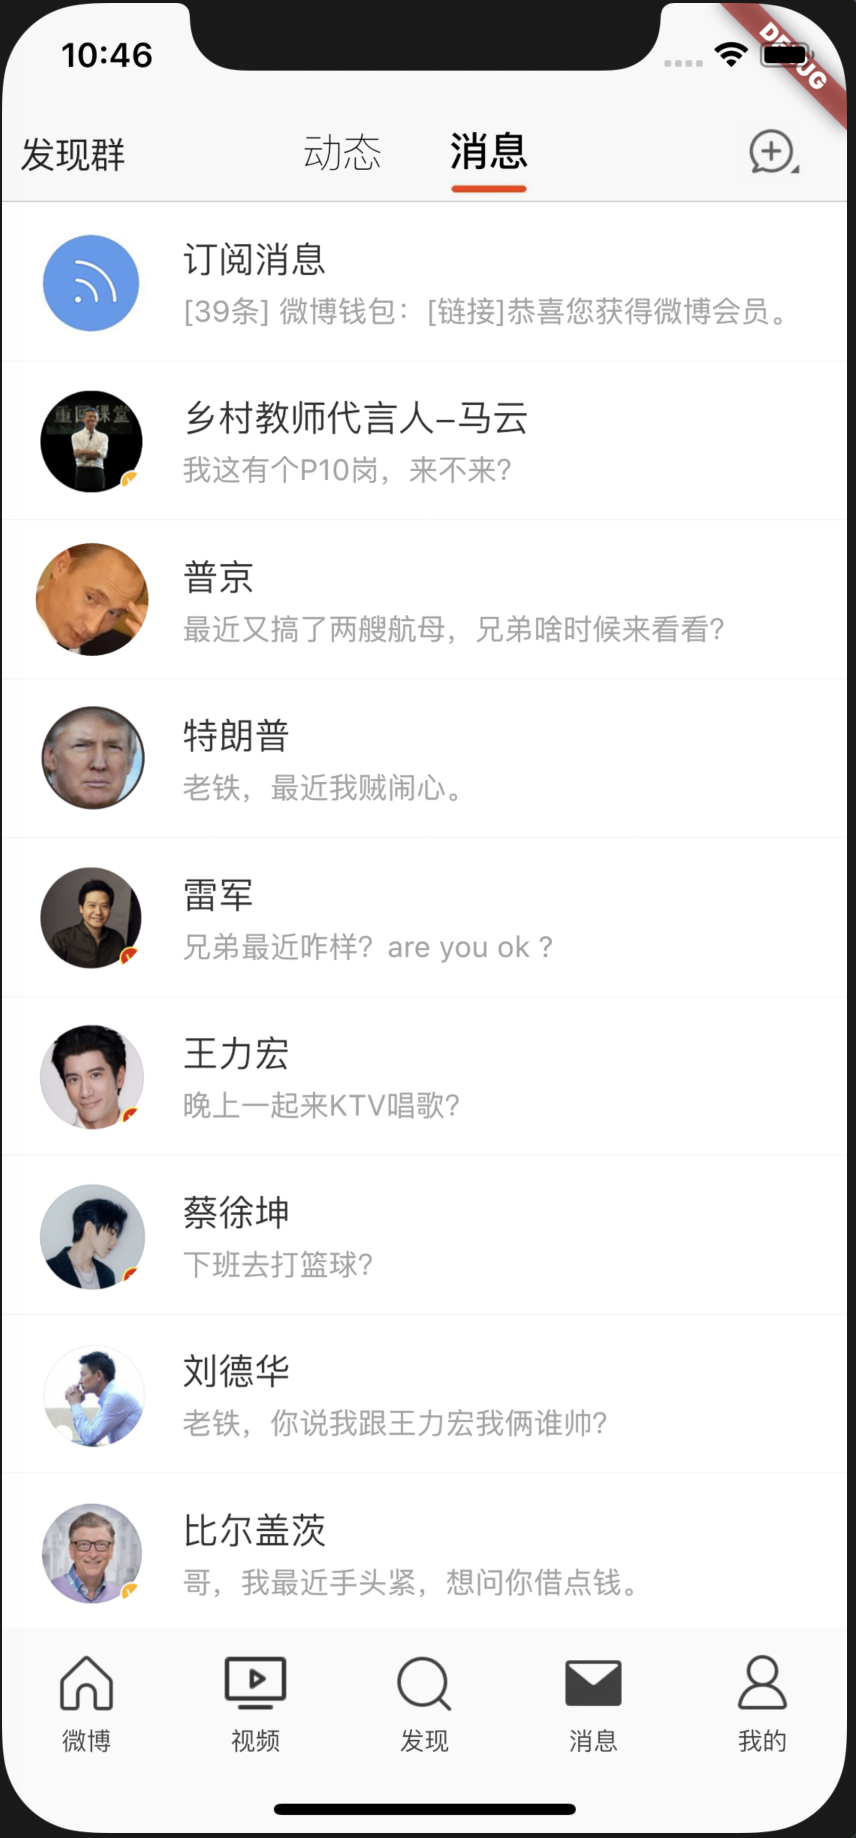 10:46
DEBUG
发现群
动态
消息
订阅消息
[39条] 微博钱包：[链接]恭喜您获得微博会员。
重回课堂
乡村教师代言人-马云
我这有个P10岗，来不来？
普京
最近又搞了两艘航母，兄弟啥时候来看看？
特朗普
老铁，最近我贼闹心。
雷军
兄弟最近咋样？are you ok ?
王力宏
晚上一起来KTV唱歌？
蔡徐坤
下班去打篮球？
刘德华
老铁，你说我跟王力宏我俩谁帅？
比尔盖茨
哥，我最近手头紧，想问你借点钱。
微博
视频
发现
消息
我的